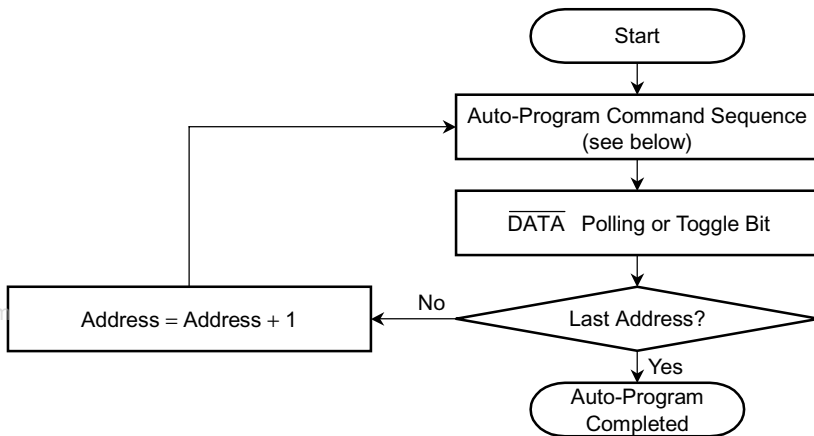 Start
Auto-Program Command Sequence
(see below)
DATA Polling or Toggle Bit
Last Address?
No
Address = Address + 1
Yes
Auto-Program
Completed